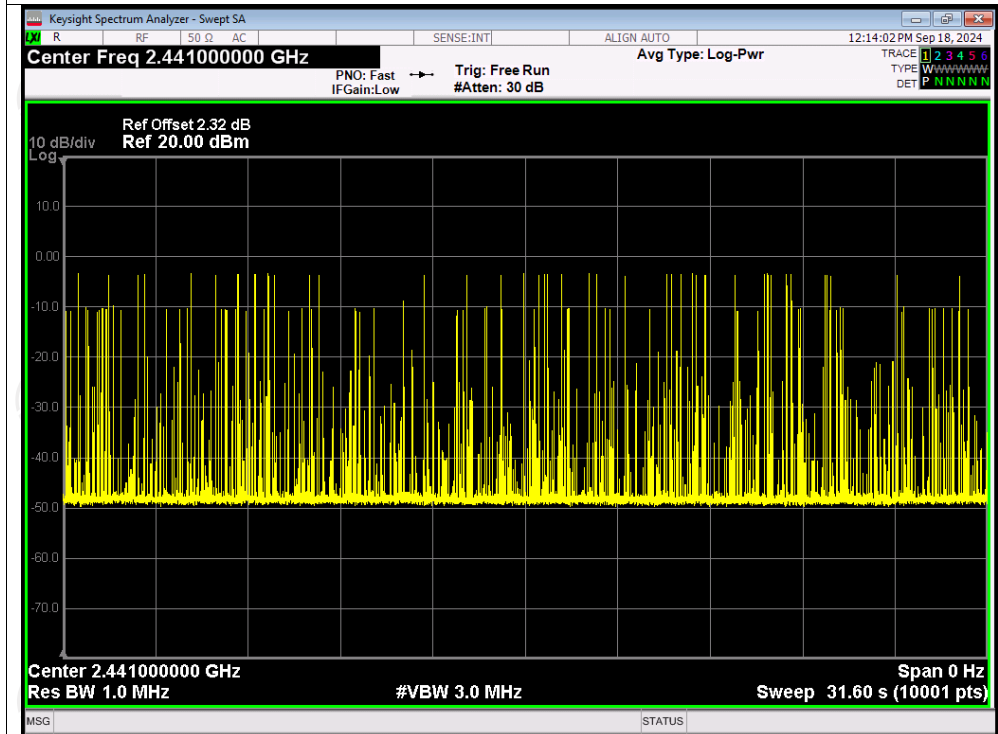 Keysight Spectrum Analyzer - Swept SA
LXI R RF 50 Ω AC SENSE:INT ALIGN AUTO 12:14:02 PM Sep 18, 2024
Center Freq 2.441000000 GHz
PNO: Fast
IFGain:Low
Trig: Free Run
#Atten: 30 dB
Avg Type: Log-Pwr
TRACE 1 2 3 4 5 6
TYPE WWWWWW
DET P N N N N N
Ref Offset 2.32 dB
10 dB/div Ref 20.00 dBm
Log
10.0
0.00
-10.0
-20.0
-30.0
-40.0
-50.0
-60.0
-70.0
Center 2.441000000 GHz Span 0 Hz
Res BW 1.0 MHz #VBW 3.0 MHz Sweep 31.60 s (10001 pts)
MSG STATUS